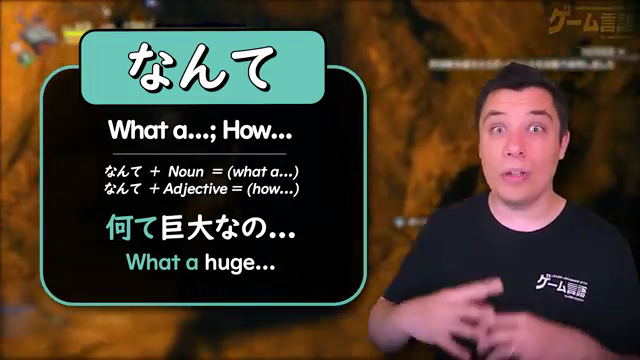 なんて
What a...; How...
なんて + Noun = (what a...)
なんて + Adjective = (how...)
何て巨大なの...
What a huge...
ゲーム言語
ゲーム言語